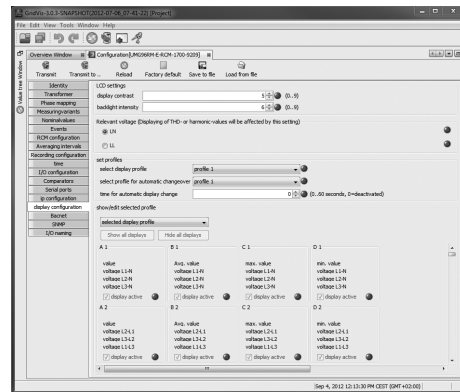 GridVis-3.0.3-SNAPSHOT(2012-07-06_07-41-22) [Project]
File Edit View Tools Window Help
Overview Window Configuration[UMG96RM-E-RCM-1700-9209]
Value tree Window
Transmit Transmit to ... Reload Factory default Save to file Load from file
Identity
Transformer
Phase mapping
Measuringvariants
Nominalvalues
Events
RCM configuration
Averaging intervals
Recording configuration
time
I/O configuration
Comparators
Serial ports
ip configuration
display configuration
Bacnet
SNMP
I/O naming
LCD settings
display contrast 5 (0..9)
backlight intensity 6 (0..9)
Relevant voltage (Displaying of THD- or harmonic-values will be affected by this setting)
LN
LL
set profiles
select display profile profile 1
select profile for automatic changeover profile 1
time for automatic display change 0 (0..60 seconds, 0=deactivated)
show/edit selected profile
selected display profile
Show all displays Hide all displays
A 1 B 1 C 1 D 1
value Avg. value max. value min. value
voltage L1-N voltage L1-N voltage L1-N voltage L1-N
voltage L2-N voltage L2-N voltage L2-N voltage L2-N
voltage L3-N voltage L3-N voltage L3-N voltage L3-N
display active display active display active display active
A 2 B 2 C 2 D 2
value Avg. value max. value min. value
voltage L2-L1 voltage L2-L1 voltage L2-L1 voltage L2-L1
voltage L3-L2 voltage L3-L2 voltage L3-L2 voltage L3-L2
voltage L1-L3 voltage L1-L3 voltage L1-L3 voltage L1-L3
display active display active display active display active
Sep 4, 2012 12:13:30 PM CEST (GMT+02:00)